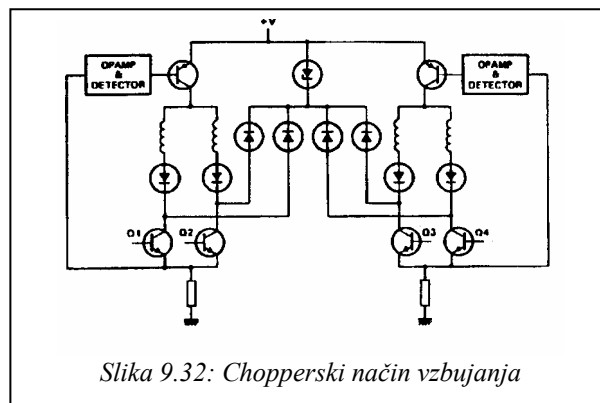 +V
OPAMP
&
DETECTOR
OPAMP
&
DETECTOR
Q1
Q2
Q3
Q4
Slika 9.32: Chopperski način vzbujanja